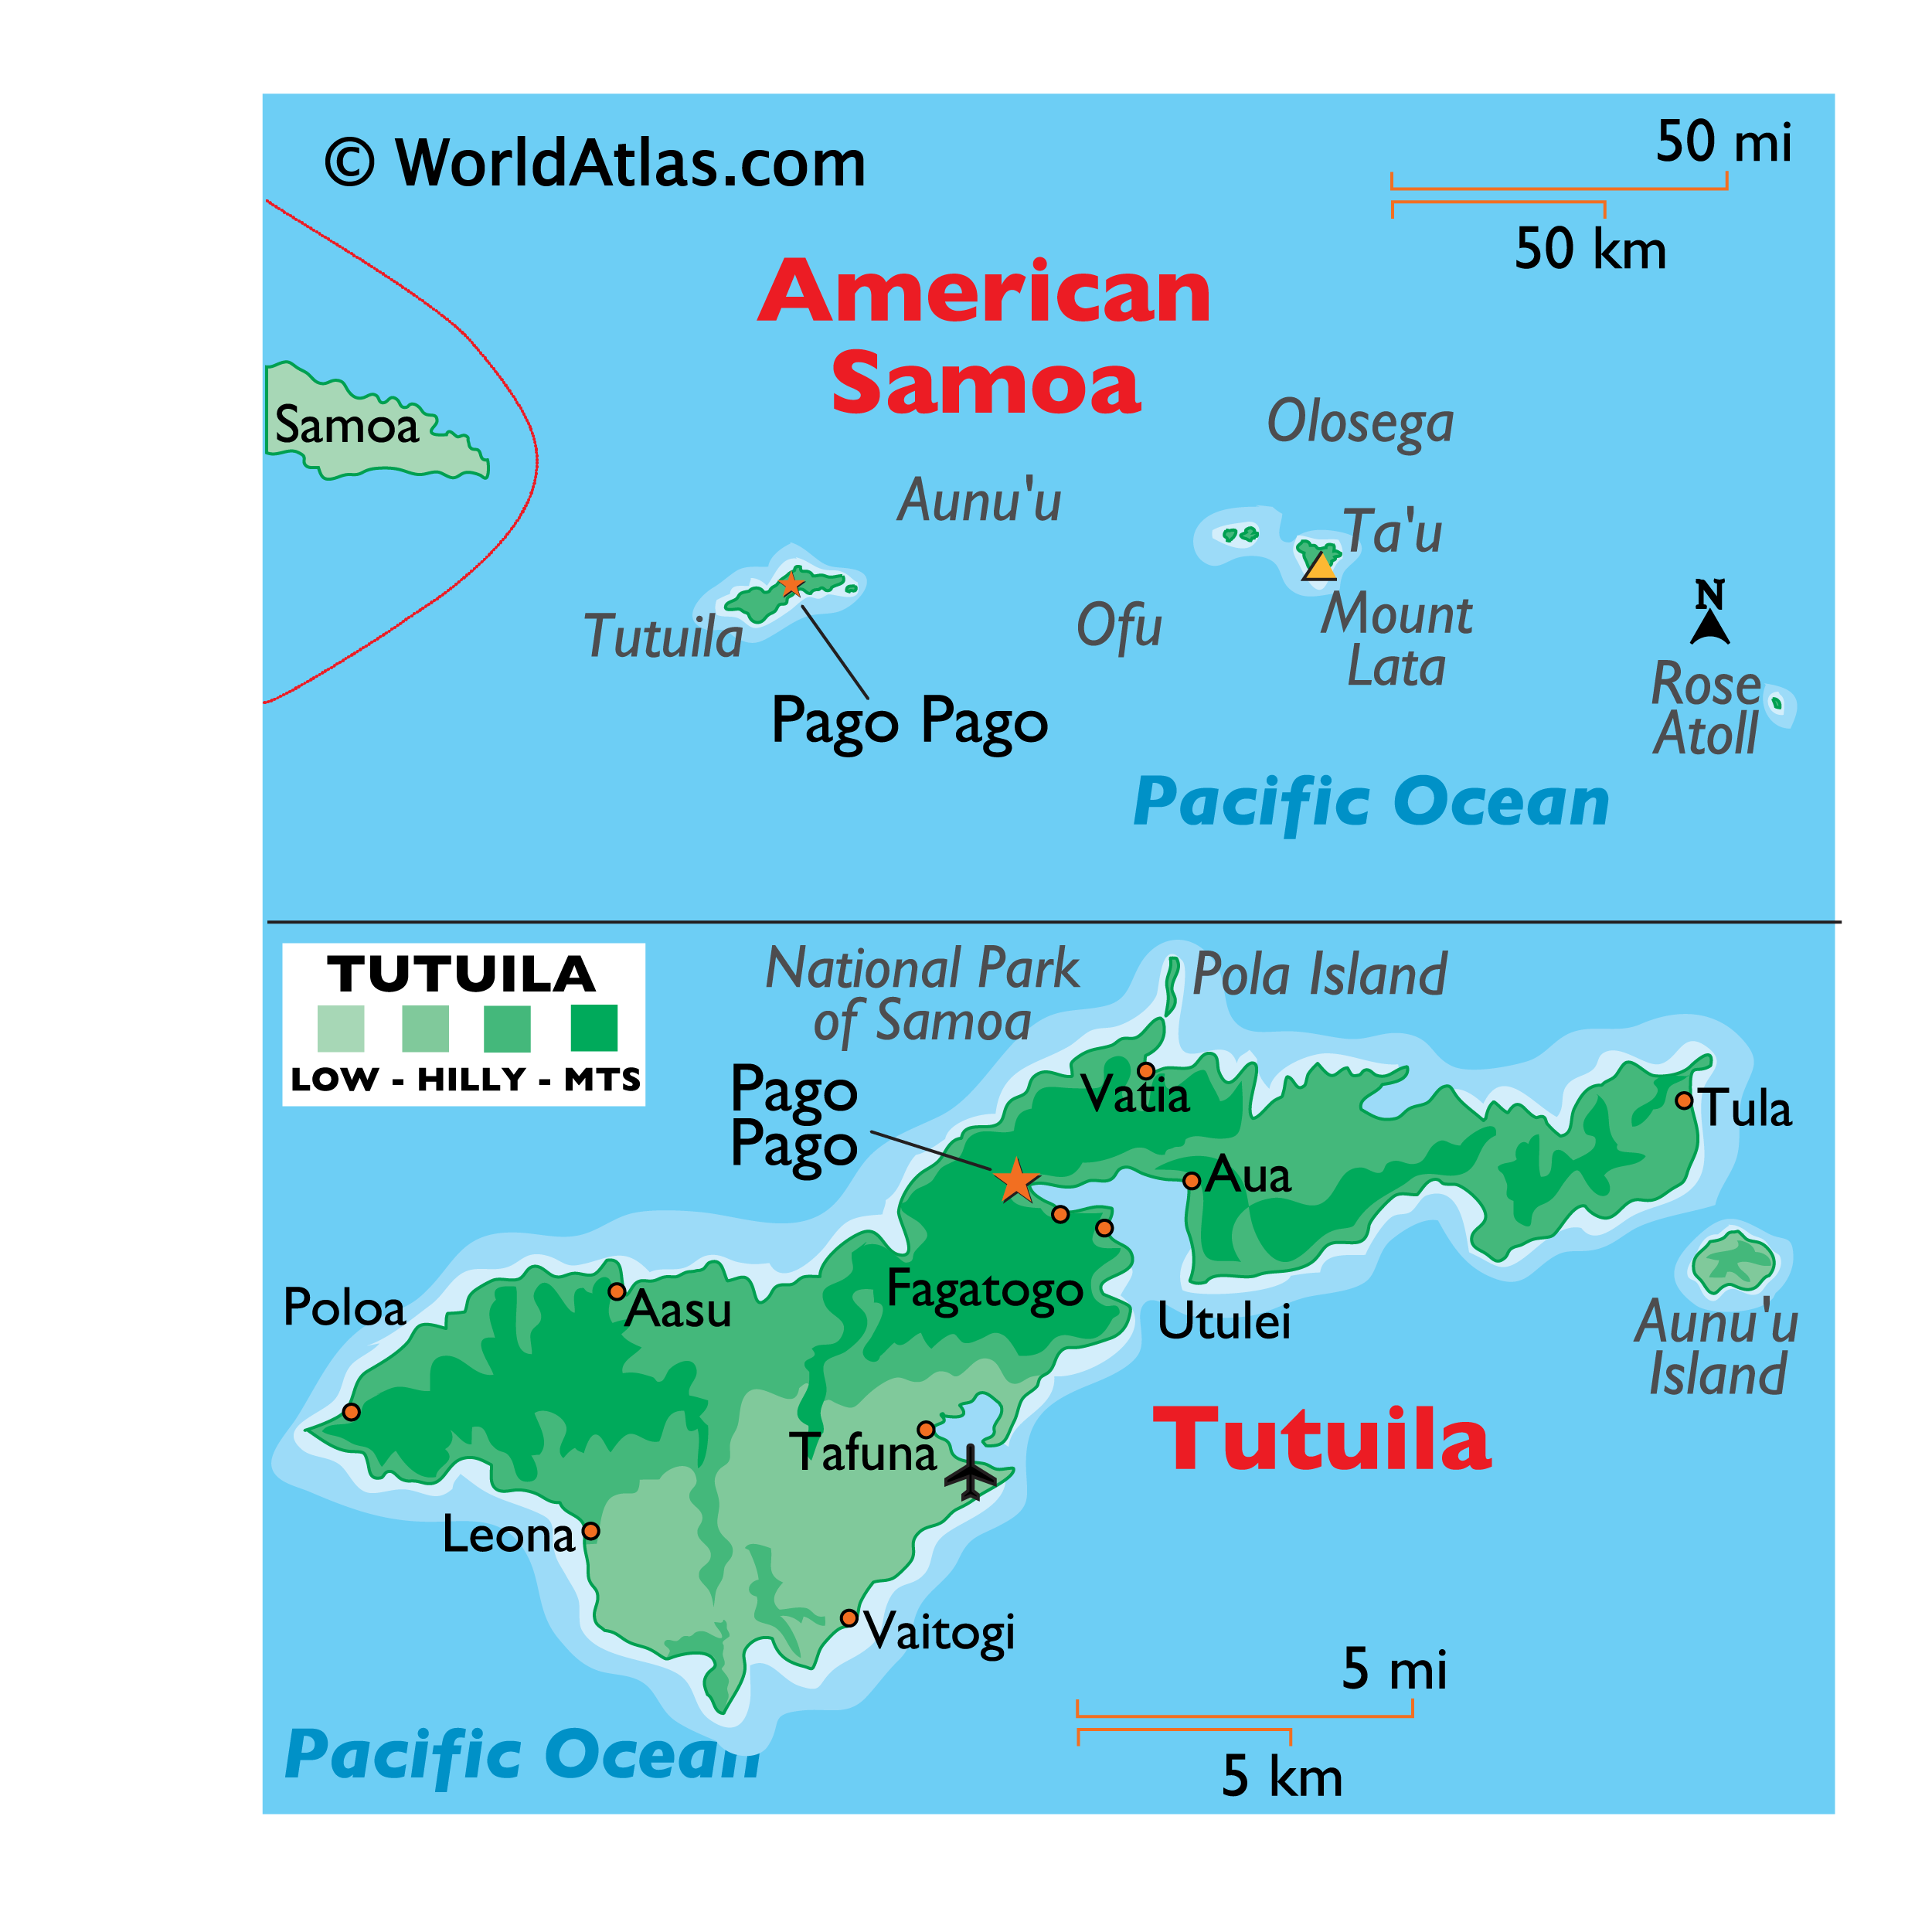 © WorldAtlas.com
50 mi
50 km
American
Samoa
Samoa
Olosega
Aunu'u
Ta'u
Tutuila
Ofu
Mount
Lata
N
Rose
Atoll
Pago Pago
Pacific Ocean
TUTUILA
LOW - HILLY - MTS
National Park
of Samoa
Pola Island
Pago
Pago
Vatia
Tula
Aua
Poloa
Aasu
Fagatogo
Utulei
Aunu'u
Island
Tutuila
Tafuna
Leona
Vaitogi
5 mi
5 km
Pacific Ocean